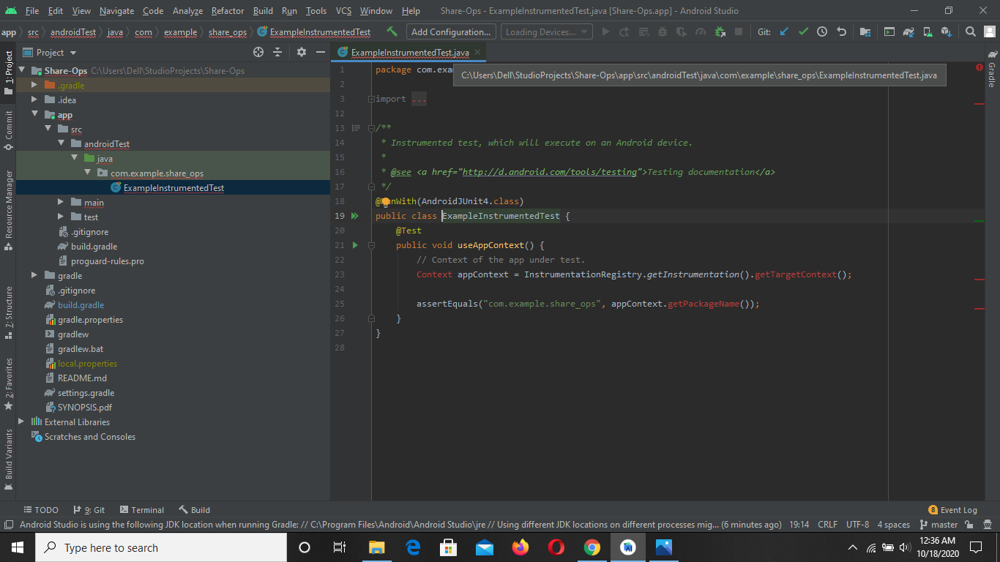 File Edit View Navigate Code Analyze Refactor Build Run Tools VCS Window Help Share-Ops - ExampleInstrumentedTest.java [Share-Ops.app] - Android Studio
app src androidTest java com example share_ops ExampleInstrumentedTest Add Configuration... Loading Devices... Git:
1: Project
Commit
Resource Manager
7: Structure
2: Favorites
Build Variants
Project
Share-Ops C:\Users\Dell\StudioProjects\Share-Ops
.gradle
.idea
app
src
androidTest
java
com.example.share_ops
ExampleInstrumentedTest
main
test
.gitignore
build.gradle
proguard-rules.pro
gradle
.gitignore
build.gradle
gradle.properties
gradlew
gradlew.bat
local.properties
README.md
settings.gradle
SYNOPSIS.pdf
External Libraries
Scratches and Consoles
ExampleInstrumentedTest.java
C:\Users\Dell\StudioProjects\Share-Ops\app\src\androidTest\java\com\example\share_ops\ExampleInstrumentedTest.java
1 package com.exa
2
3 import ...
12
13 /**
14 * Instrumented test, which will execute on an Android device.
15 *
16 * @see <a href="http://d.android.com/tools/testing">Testing documentation</a>
17 */
18 @RunWith(AndroidJUnit4.class)
19 public class ExampleInstrumentedTest {
20 @Test
21 public void useAppContext() {
22 // Context of the app under test.
23 Context appContext = InstrumentationRegistry.getInstrumentation().getTargetContext();
24
25 assertEquals("com.example.share_ops", appContext.getPackageName());
26 }
27 }
28
Gradle
TODO 9: Git Terminal Build 8 Event Log
Android Studio is using the following JDK location when running Gradle: // C:\Program Files\Android\Android Studio\jre // Using different JDK locations on different processes mig... (6 minutes ago) 19:14 CRLF UTF-8 4 spaces master
Type here to search
12:36 AM
10/18/2020